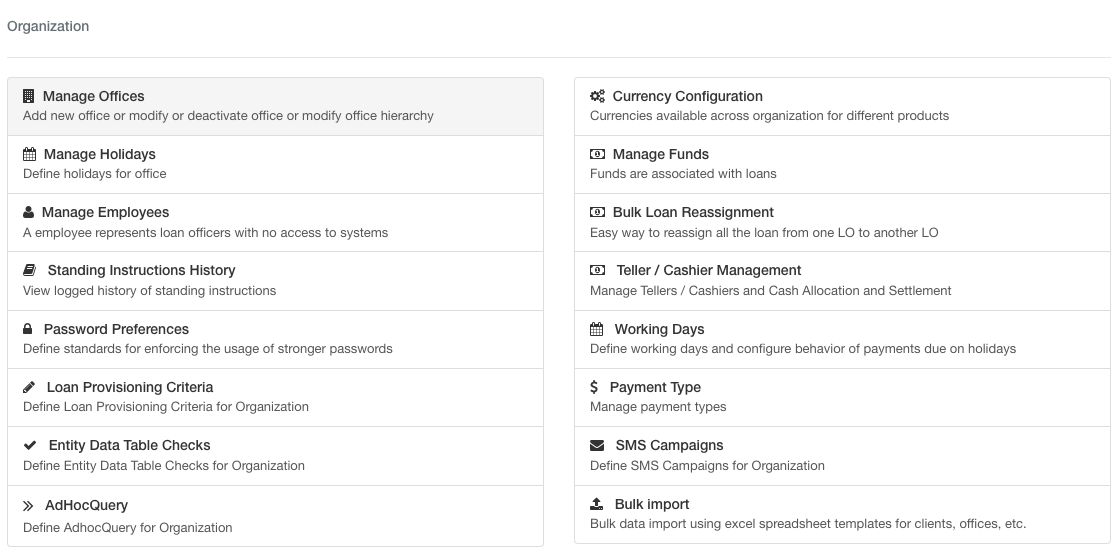 Organization
Manage Offices
Add new office or modify or deactivate office or modify office hierarchy
Manage Holidays
Define holidays for office
Manage Employees
A employee represents loan officers with no access to systems
Standing Instructions History
View logged history of standing instructions
Password Preferences
Define standards for enforcing the usage of stronger passwords
Loan Provisioning Criteria
Define Loan Provisioning Criteria for Organization
Entity Data Table Checks
Define Entity Data Table Checks for Organization
AdHocQuery
Define AdhocQuery for Organization
Currency Configuration
Currencies available across organization for different products
Manage Funds
Funds are associated with loans
Bulk Loan Reassignment
Easy way to reassign all the loan from one LO to another LO
Teller / Cashier Management
Manage Tellers / Cashiers and Cash Allocation and Settlement
Working Days
Define working days and configure behavior of payments due on holidays
Payment Type
Manage payment types
SMS Campaigns
Define SMS Campaigns for Organization
Bulk import
Bulk data import using excel spreadsheet templates for clients, offices, etc.